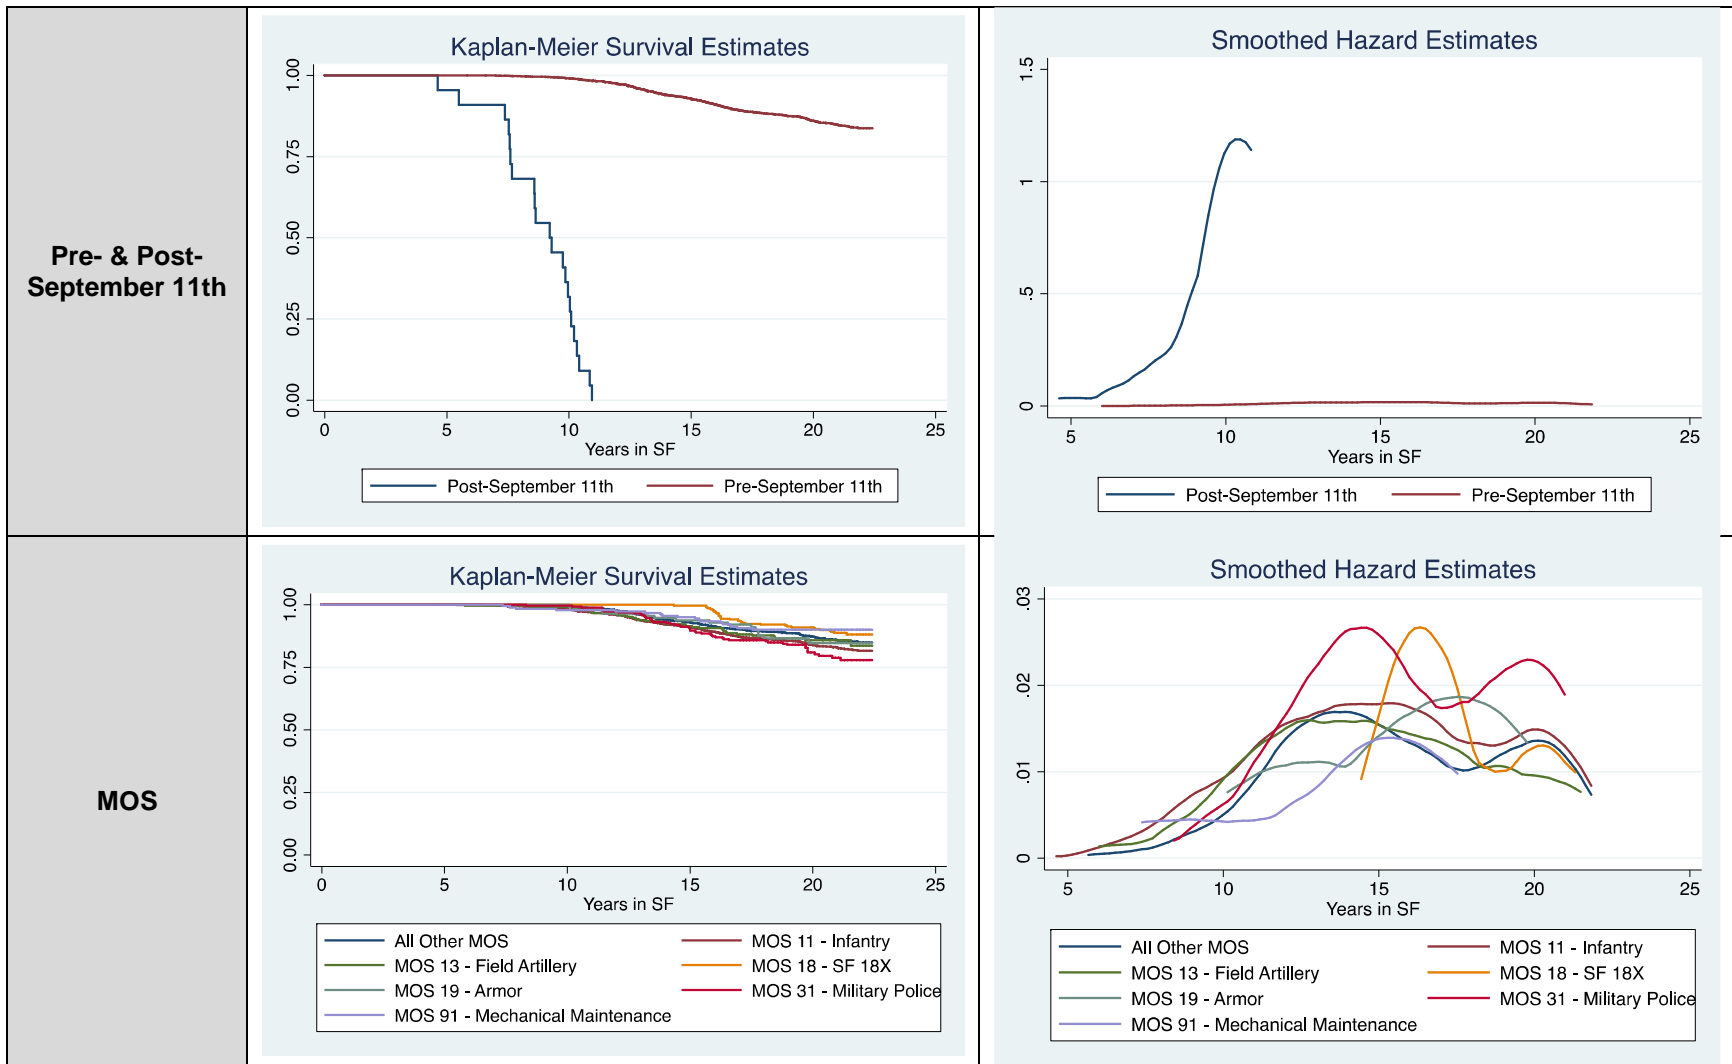 Pre- & Post-
September 11th
Kaplan-Meier Survival Estimates
1.00
0.75
0.50
0.25
0.00
0 5 10 15 20 25
Years in SF
Post-September 11th Pre-September 11th
Smoothed Hazard Estimates
1.5
1
.5
0
5 10 15 20 25
Years in SF
Post-September 11th Pre-September 11th
MOS
Kaplan-Meier Survival Estimates
1.00
0.75
0.50
0.25
0.00
0 5 10 15 20 25
Years in SF
All Other MOS MOS 11 - Infantry
MOS 13 - Field Artillery MOS 18 - SF 18X
MOS 19 - Armor MOS 31 - Military Police
MOS 91 - Mechanical Maintenance
Smoothed Hazard Estimates
.03
.02
.01
0
5 10 15 20 25
Years in SF
All Other MOS MOS 11 - Infantry
MOS 13 - Field Artillery MOS 18 - SF 18X
MOS 19 - Armor MOS 31 - Military Police
MOS 91 - Mechanical Maintenance